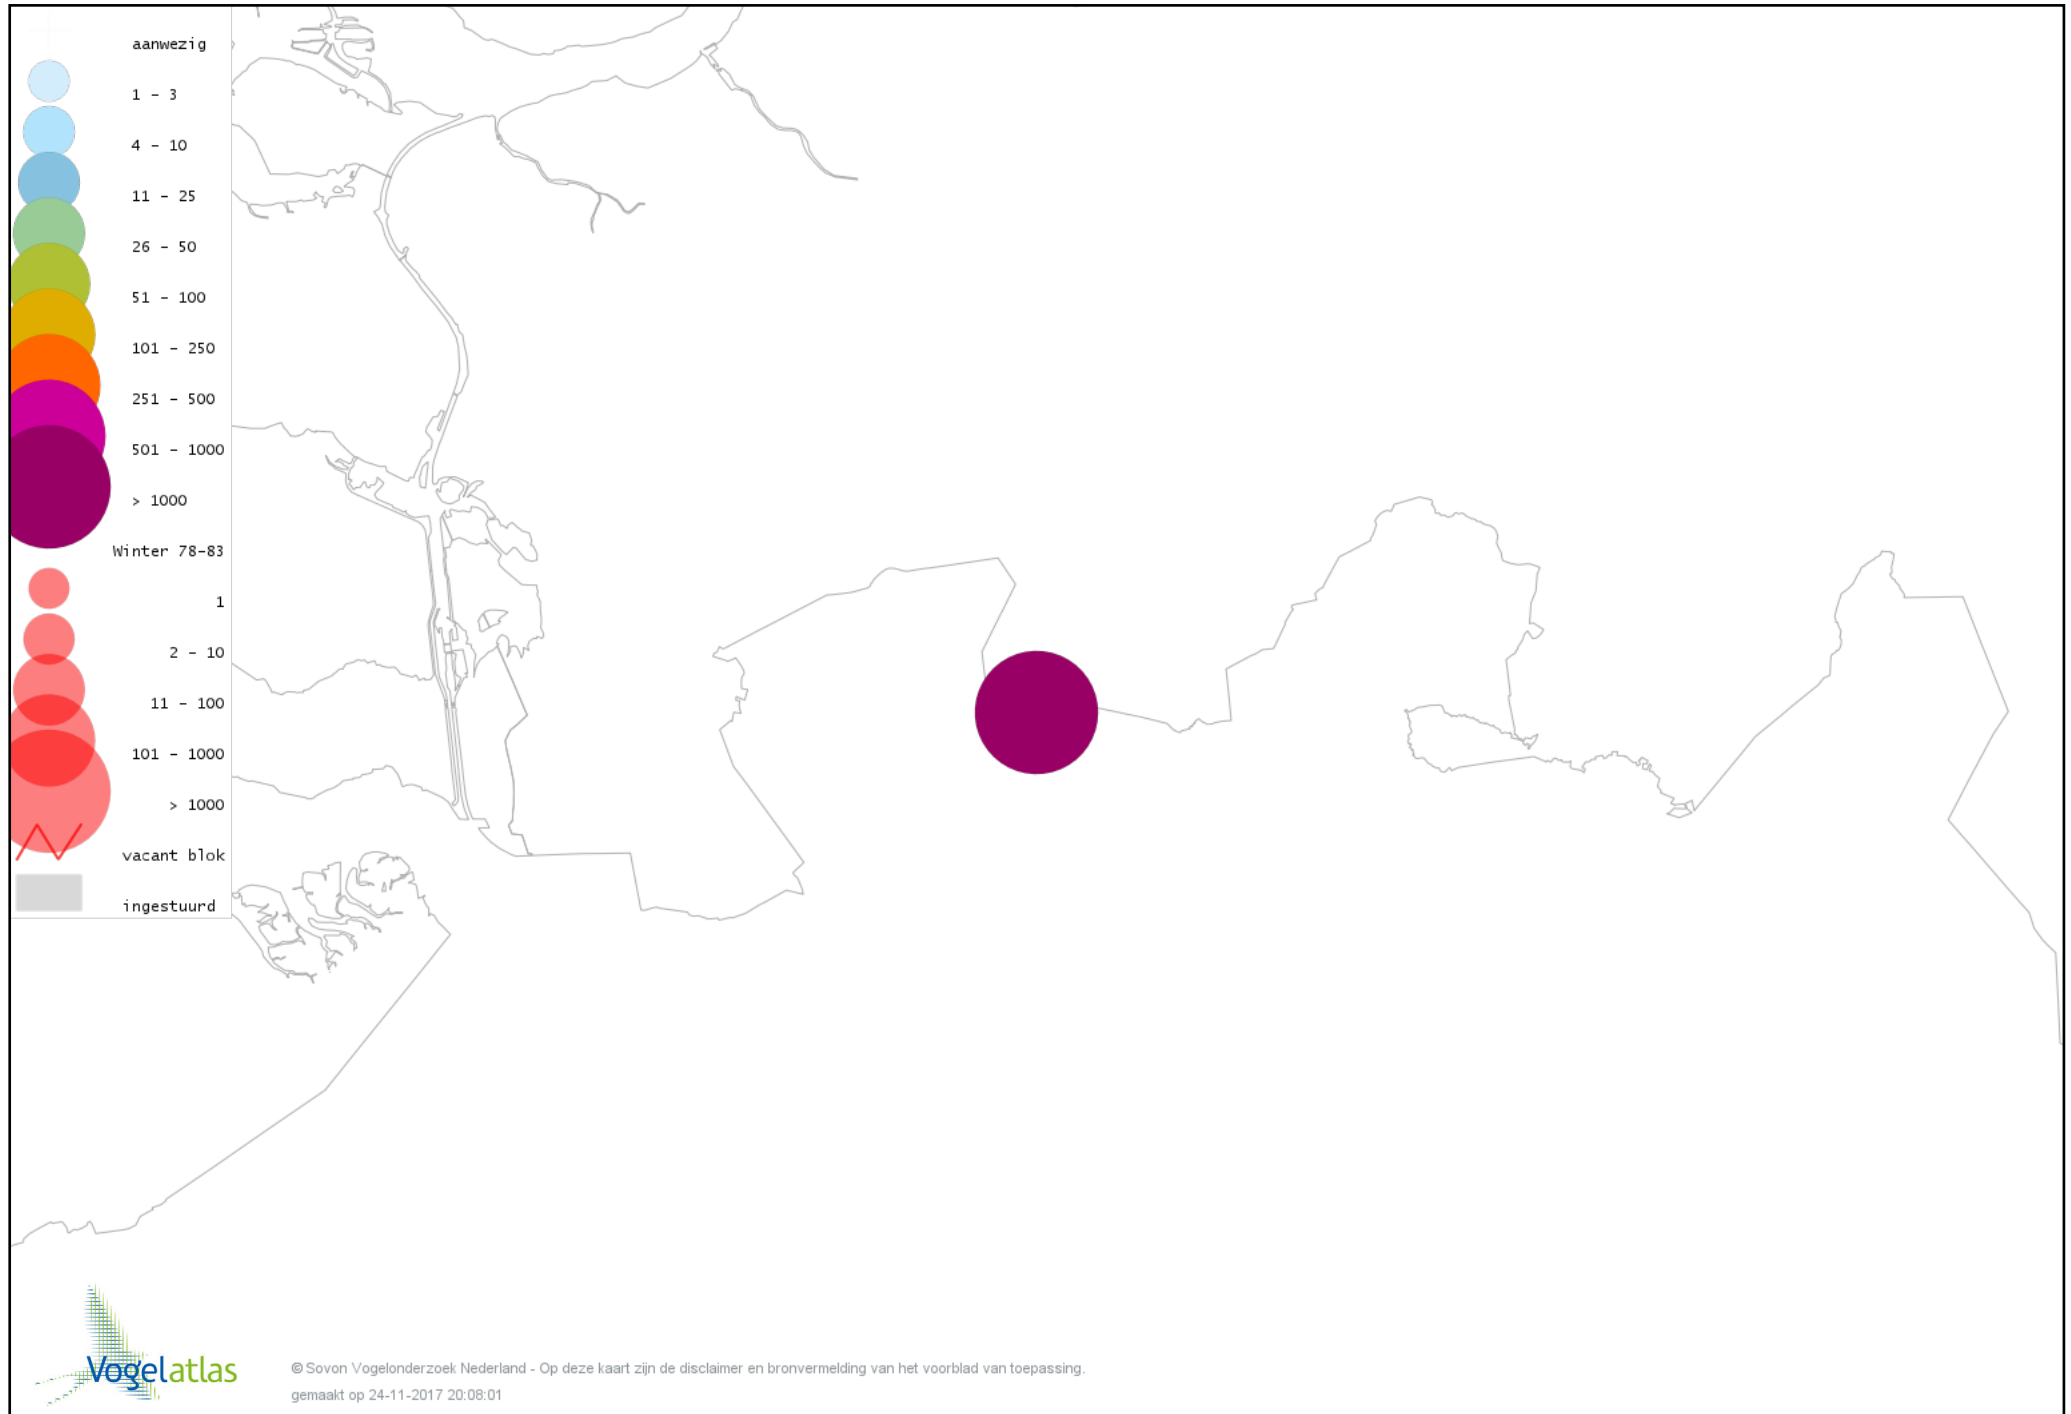 aanwezig
1 - 3
4 - 10
11 - 25
26 - 50
51 - 100
101 - 250
251 - 500
501 - 1000
> 1000
Winter 78-83
1
2 - 10
11 - 100
101 - 1000
> 1000
vacant blok
ingestuurd
Vogelatlas
© Sovon Vogelonderzoek Nederland - Op deze kaart zijn de disclaimer en bronvermelding van het voorblad van toepassing.
gemaakt op 24-11-2017 20:08:01